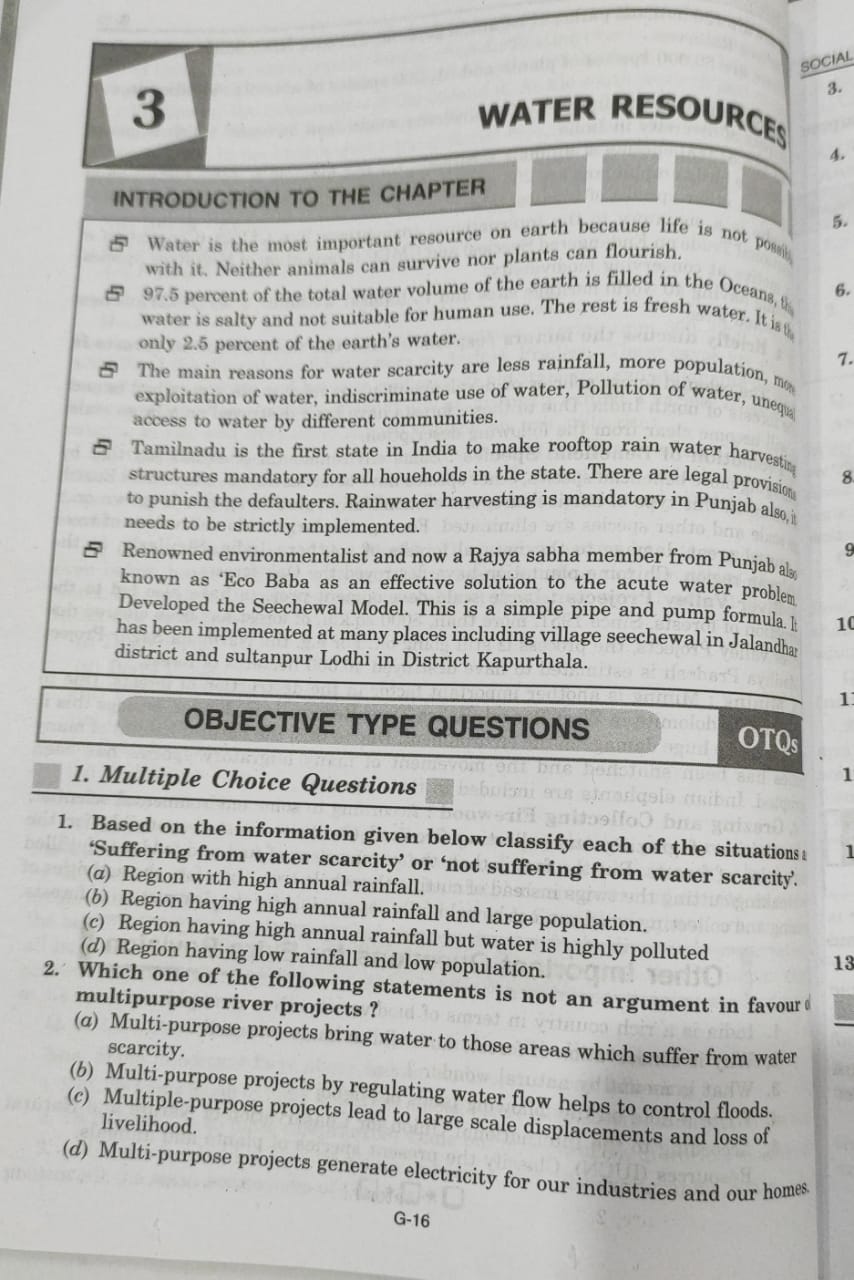 3
WATER RESOURCES
INTRODUCTION TO THE CHAPTER
Water is the most important resource on earth because life is not
with it. Neither animals can survive nor plants can flourish.
97.5 percent of the total water volume of the earth is filled in the Oceans,
water is salty and not suitable for human use. The rest is fresh water. It is
only 2.5 percent of the earth's water.
The main reasons for water scarcity are less rainfall, more population, more
exploitation of water, indiscriminate use of water, Pollution of water, unequal
access to water by different communities.
Tamilnadu is the first state in India to make rooftop rain water harvesting
structures mandatory for all houeholds in the state. There are legal provisions
to punish the defaulters. Rainwater harvesting is mandatory in Punjab also, it
needs to be strictly implemented.
Renowned environmentalist and now a Rajya sabha member from Punjab also
known as 'Eco Baba as an effective solution to the acute water problem.
Developed the Seechewal Model. This is a simple pipe and pump formula. It
has been implemented at many places including village seechewal in Jalandhar
district and sultanpur Lodhi in District Kapurthala.
OBJECTIVE TYPE QUESTIONS OTQs
1. Multiple Choice Questions
1. Based on the information given below classify each of the situations
'Suffering from water scarcity' or 'not suffering from water scarcity'.
(a) Region with high annual rainfall.
(b) Region having high annual rainfall and large population.
(c) Region having high annual rainfall but water is highly polluted
(d) Region having low rainfall and low population.
2. Which one of the following statements is not an argument in favour
multipurpose river projects ?
(a) Multi-purpose projects bring water to those areas which suffer from water
scarcity.
(b) Multi-purpose projects by regulating water flow helps to control floods.
(c) Multiple-purpose projects lead to large scale displacements and loss of
livelihood.
(d) Multi-purpose projects generate electricity for our industries and our homes.
G-16
SOCIAL
3.
4.
5.
6.
7.
8
9
10
1
1
13